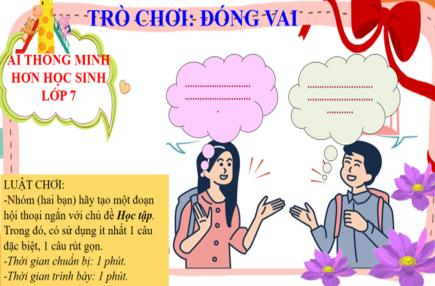 TRÒ CHƠI: ĐÓNG VAI
AI THÔNG MINH
HƠN HỌC SINH
LỚP 7
LUẬT CHƠI:
-Nhóm (hai bạn) hãy tạo một đoạn
hội thoại ngắn với chủ đề Học tập.
Trong đó, có sử dụng ít nhất 1 câu
đặc biệt, 1 câu rút gọn.
-Thời gian chuẩn bị: 1 phút.
-Thời gian trình bày: 1 phút.